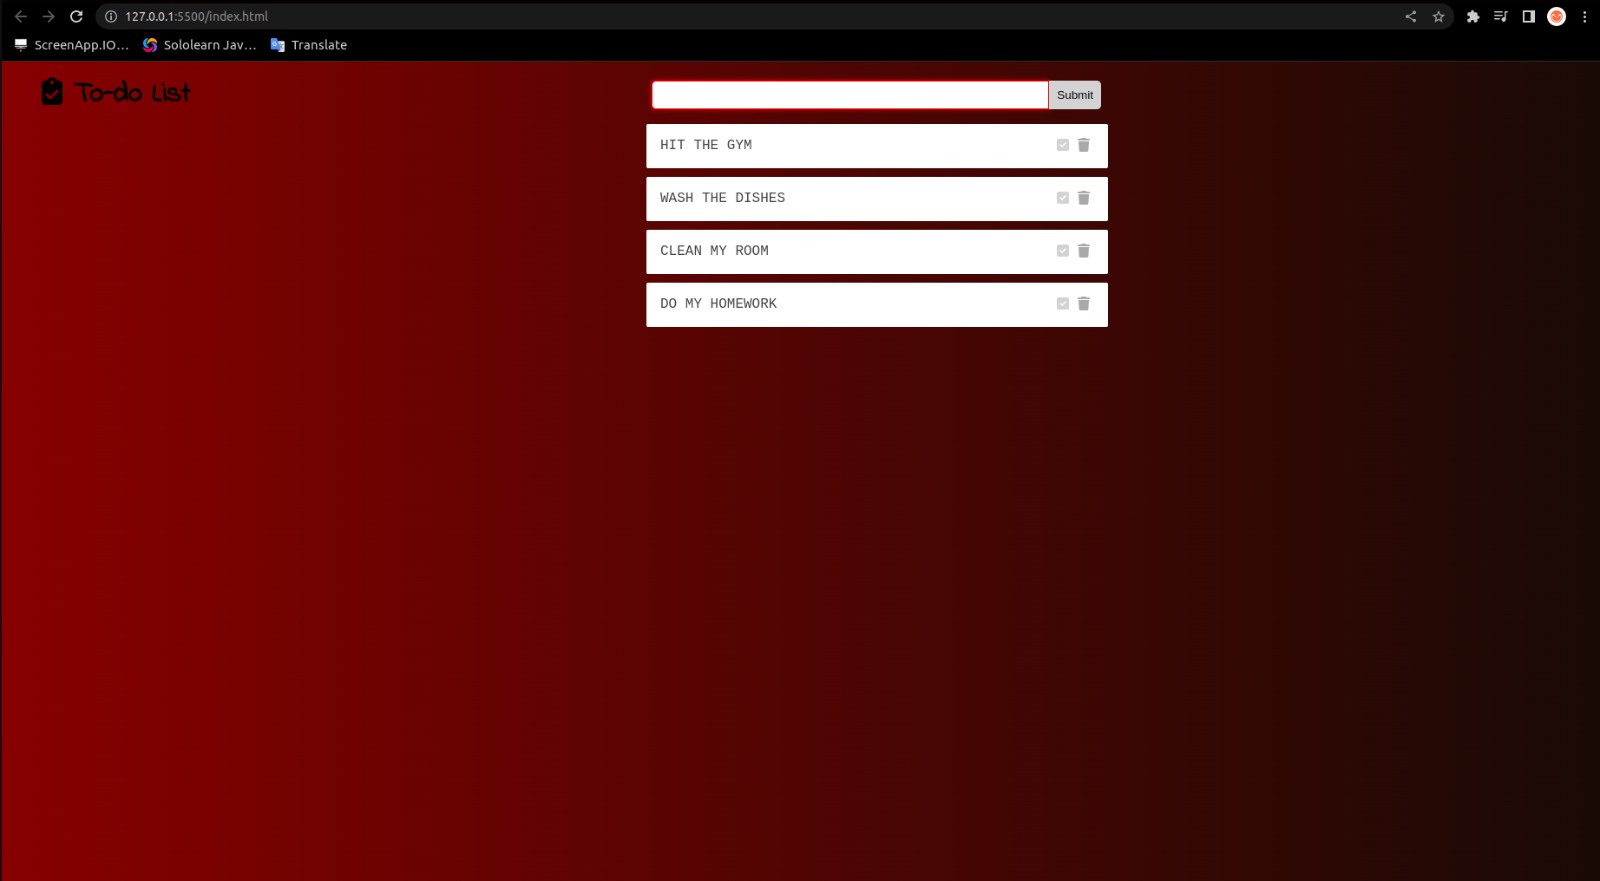 127.0.0.1:5500/index.html
ScreenApp.IO... Sololearn Jav... Translate
To-do List
Submit
HIT THE GYM
WASH THE DISHES
CLEAN MY ROOM
DO MY HOMEWORK